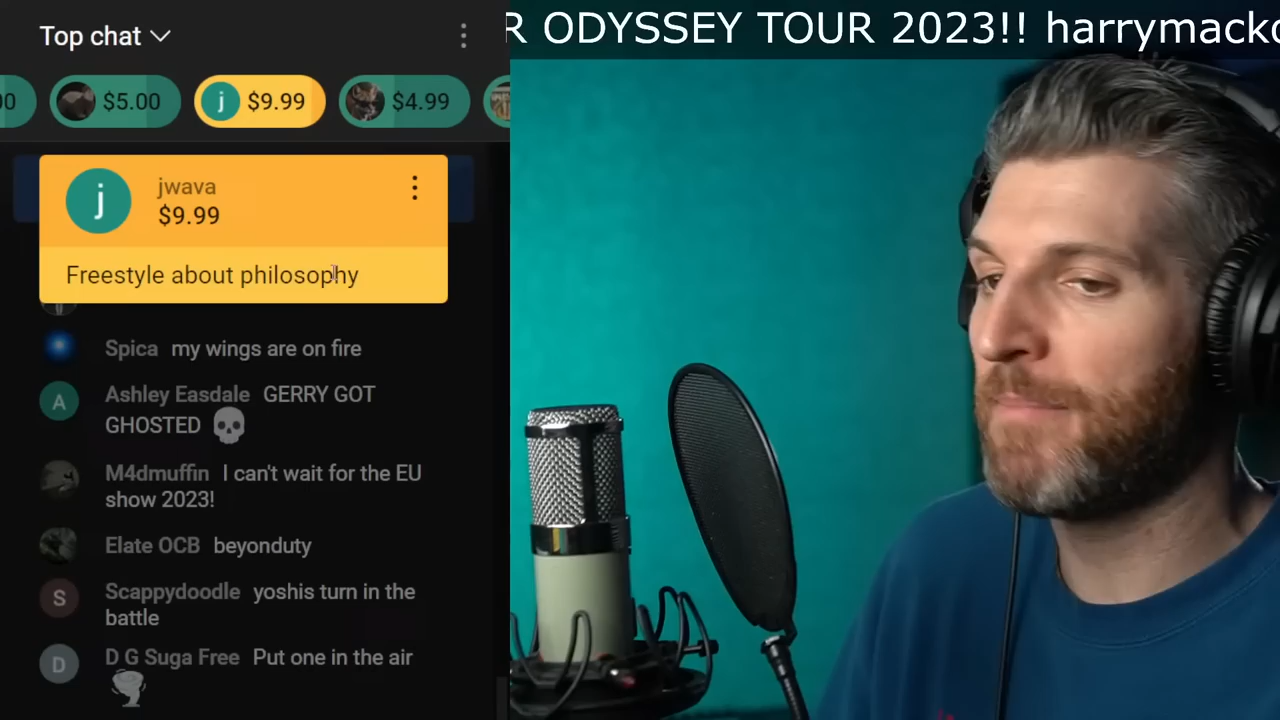 Top chat
R ODYSSEY TOUR 2023!! harrymack
$5.00
j $9.99
$4.99
j
jwava
$9.99
Freestyle about philosophy
Spica my wings are on fire
A
Ashley Easdale GERRY GOT
GHOSTED
M4dmuffin I can't wait for the EU
show 2023!
Elate OCB beyonduty
S
Scappydoodle yoshis turn in the
battle
D
D G Suga Free Put one in the air